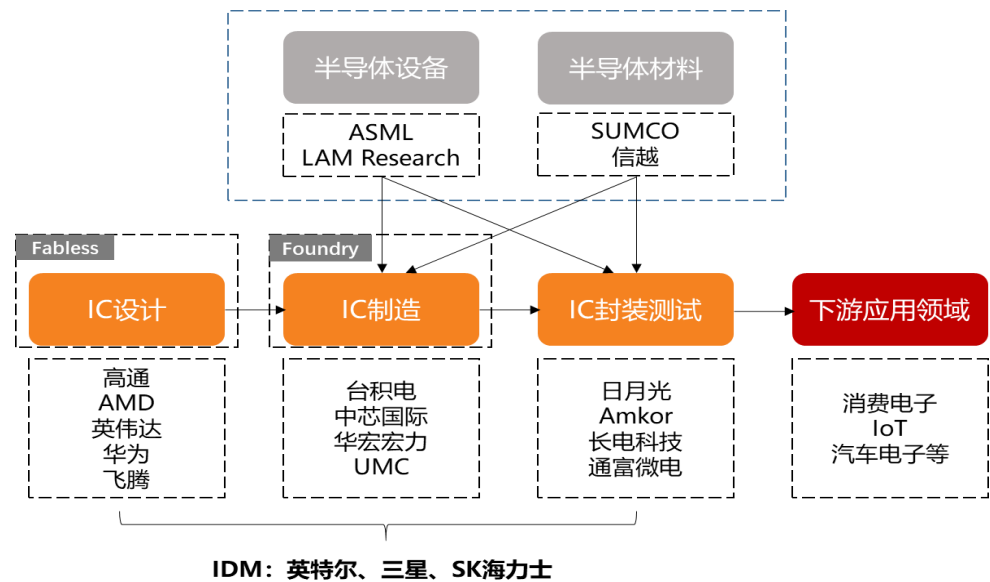 半导体设备
半导体材料
ASML
LAM Research
SUMCO
信越
Fabless
Foundry
IC设计
IC制造
IC封装测试
下游应用领域
高通
AMD
英伟达
华为
飞腾
台积电
中芯国际
华宏宏力
UMC
日月光
Amkor
长电科技
通富微电
消费电子
IoT
汽车电子等
IDM：英特尔、三星、SK海力士